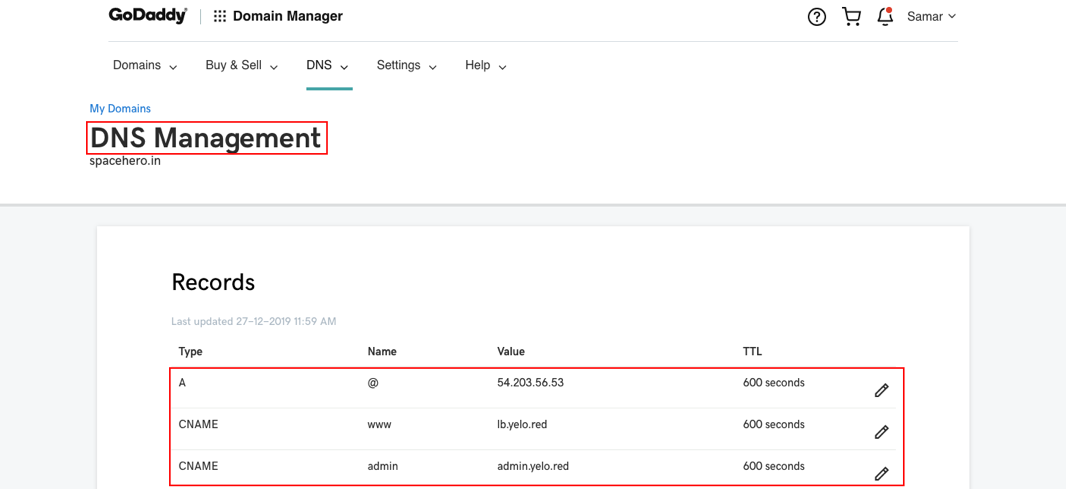 GoDaddy Domain Manager Samar
Domains Buy & Sell DNS Settings Help
My Domains
DNS Management
spacehero.in
Records
Last updated 27-12-2019 11:59 AM
Type Name Value TTL
A @ 54.203.56.53 600 seconds
CNAME www lb.yelo.red 600 seconds
CNAME admin admin.yelo.red 600 seconds